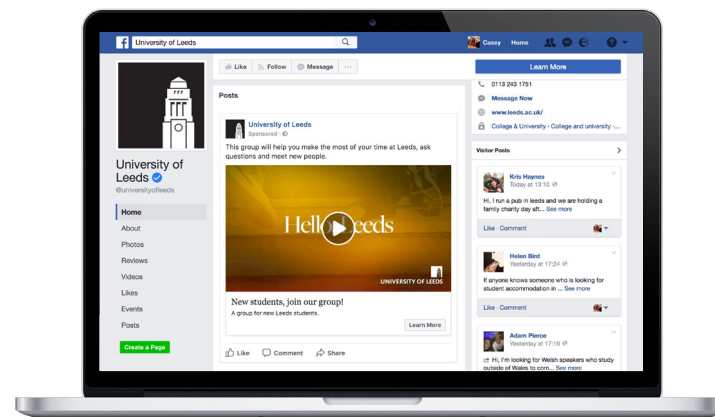 University of Leeds
Casey
Home
Like
Follow
Message
Learn More
University of
Leeds
@universityofleeds
Home
About
Photos
Reviews
Videos
Likes
Events
Posts
Create a Page
Posts
University of Leeds
Sponsored ·
This group will help you make the most of your time at Leeds, ask
questions and meet new people.
Hello Leeds
UNIVERSITY OF LEEDS
New students, join our group!
A group for new Leeds students.
Learn More
Like
Comment
Share
0113 243 1751
Message Now
www.leeds.ac.uk/
College & University · College and university ·...
Visitor Posts
Kris Haynes
Today at 13:10
Hi, I run a pub in leeds and we are holding a
family charity day aft... See more
Like · Comment
Helen Bird
Yesterday at 17:24
If anyone knows someone who is looking for
student accommodation in ... See more
Like · Comment
Adam Pierce
Yesterday at 17:19
Hi, I'm looking for Welsh speakers who study
outside of Wales to com... See more